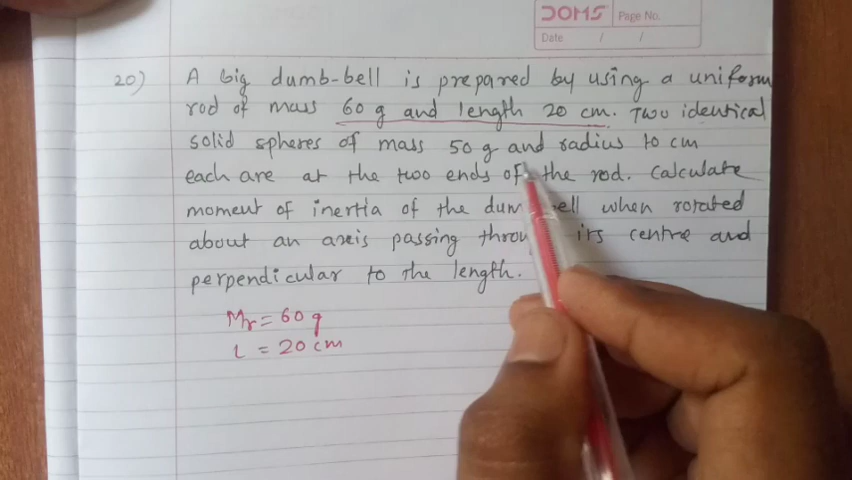 DOMS Page No.
Date / /
20) A big dumb-bell is prepared by using a uniform
rod of mass 60 g and length 20 cm. Two identical
solid spheres of mass 50 g and radius 10 cm
each are at the two ends of the rod. Calculate
moment of inertia of the dum bell when rotated
about an axis passing throu its centre and
perpendicular to the length.
Mr = 60 g
l = 20 cm